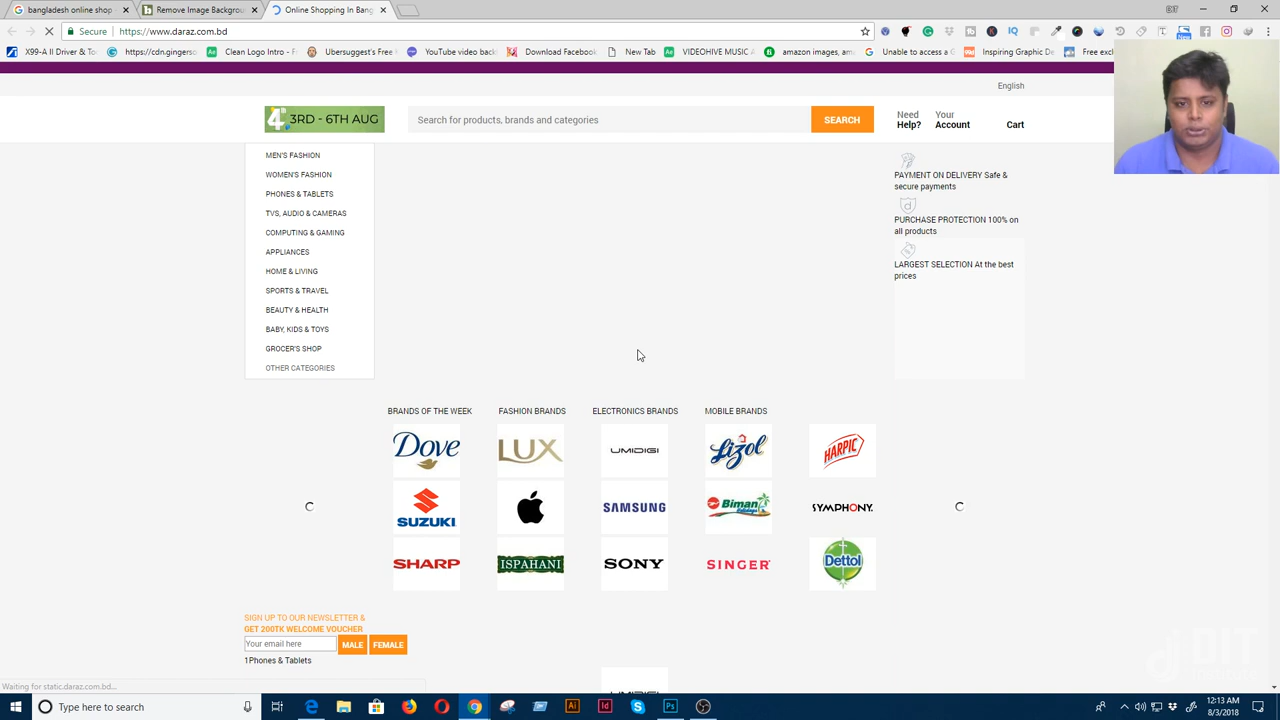 bangladesh online shop
Remove Image Backgrou
Online Shopping In Bang
BIT
Secure
https://www.daraz.com.bd
X99-A II Driver & To
https://cdn.gingerso
Clean Logo Intro - F
Ubersuggest's Free K
YouTube video backs
Download Facebook
New Tab
VIDEOHIVE MUSIC A
amazon images, am
Unable to access a G
Inspiring Graphic De
Free excl
English
4th 3RD - 6TH AUG
Search for products, brands and categories
SEARCH
Need
Help?
Your
Account
Cart
MEN'S FASHION
WOMEN'S FASHION
PHONES & TABLETS
TVS, AUDIO & CAMERAS
COMPUTING & GAMING
APPLIANCES
HOME & LIVING
SPORTS & TRAVEL
BEAUTY & HEALTH
BABY, KIDS & TOYS
GROCER'S SHOP
OTHER CATEGORIES
PAYMENT ON DELIVERY Safe &
secure payments
PURCHASE PROTECTION 100% on
all products
LARGEST SELECTION At the best
prices
BRANDS OF THE WEEK
FASHION BRANDS
ELECTRONICS BRANDS
MOBILE BRANDS
Dove
LUX
UMIDIGI
Lizol
HARPIC
SUZUKI
SAMSUNG
Biman
SYMPHONY
SHARP
ISPAHANI
SONY
SINGER
Dettol
SIGN UP TO OUR NEWSLETTER &
GET 200TK WELCOME VOUCHER
Your email here
MALE
FEMALE
1Phones & Tablets
UMIDIGI
Waiting for static.daraz.com.bd...
Type here to search
12:13 AM
8/3/2018